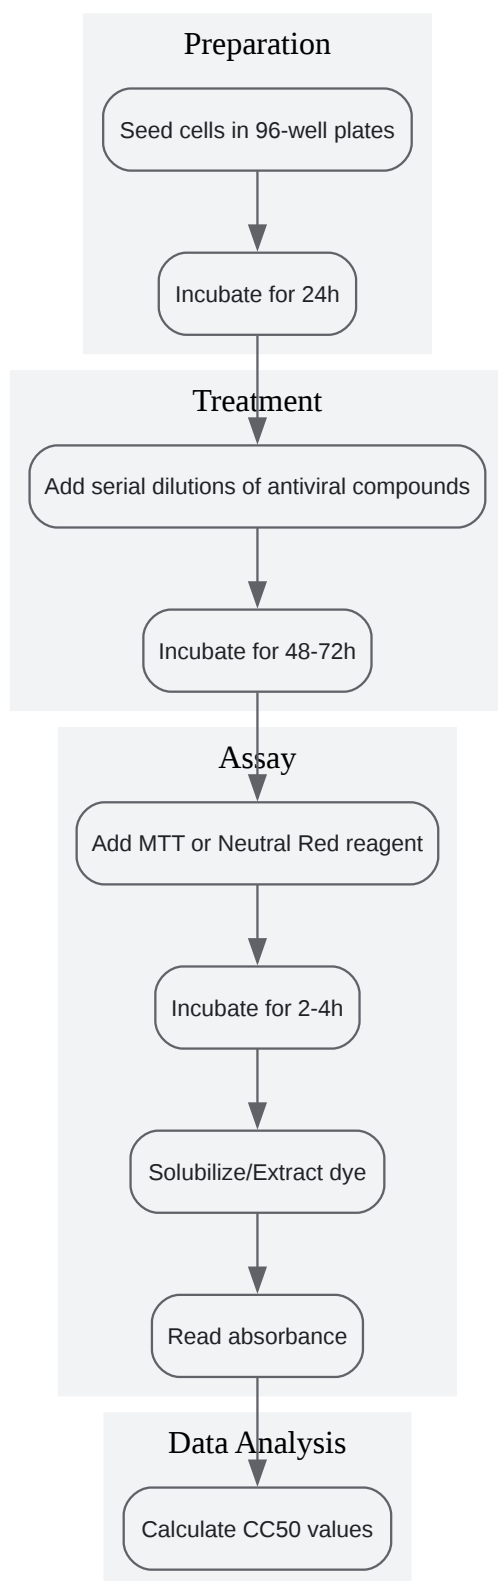 Preparation
Seed cells in 96-well plates
Incubate for 24h
Treatment
Add serial dilutions of antiviral compounds
Incubate for 48-72h
Assay
Add MTT or Neutral Red reagent
Incubate for 2-4h
Solubilize/Extract dye
Read absorbance
Data Analysis
Calculate CC50 values